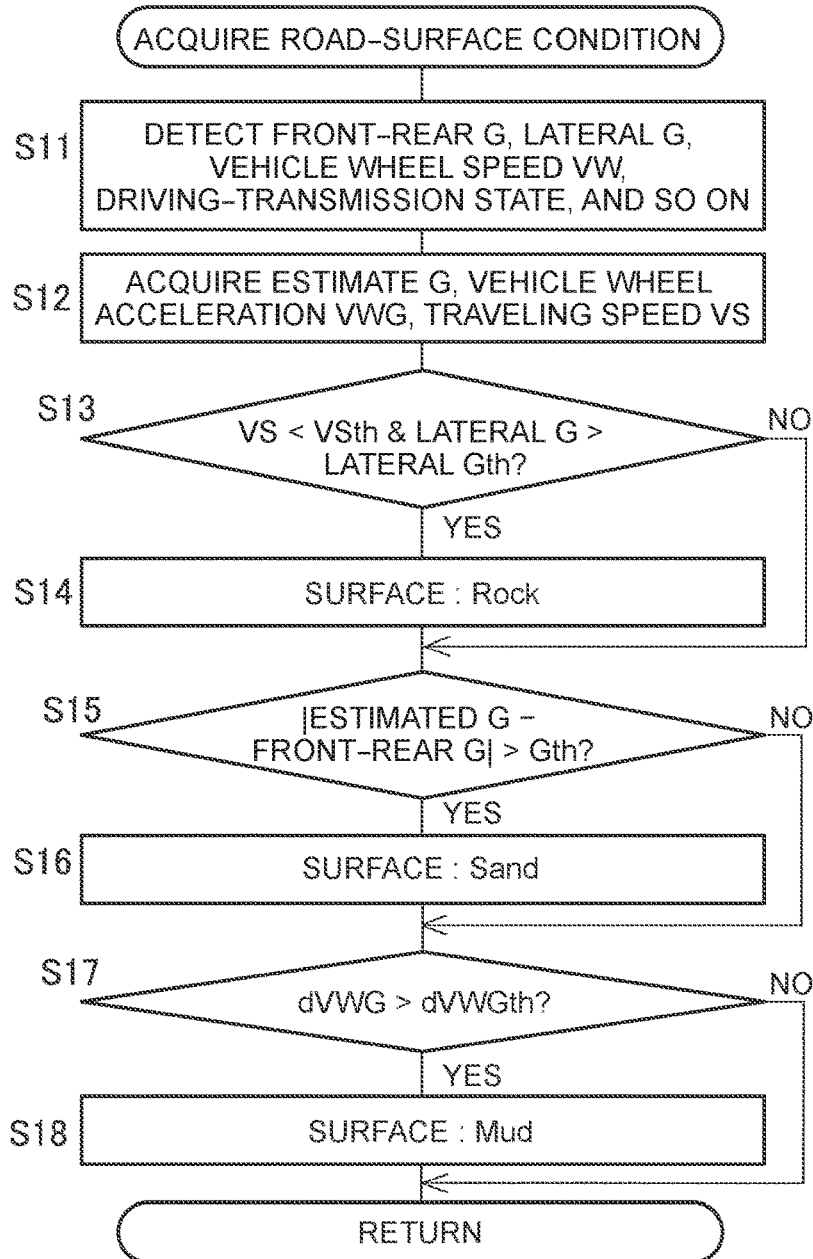 ACQUIRE ROAD-SURFACE CONDITION
S11
DETECT FRONT-REAR G, LATERAL G,
VEHICLE WHEEL SPEED VW,
DRIVING-TRANSMISSION STATE, AND SO ON
S12
ACQUIRE ESTIMATE G, VEHICLE WHEEL
ACCELERATION VWG, TRAVELING SPEED VS
S13
VS < VSth & LATERAL G >
LATERAL Gth?
NO
YES
S14
SURFACE : Rock
S15
|ESTIMATED G -
FRONT-REAR G| > Gth?
NO
YES
S16
SURFACE : Sand
S17
dVWG > dVWGth?
NO
YES
S18
SURFACE : Mud
RETURN